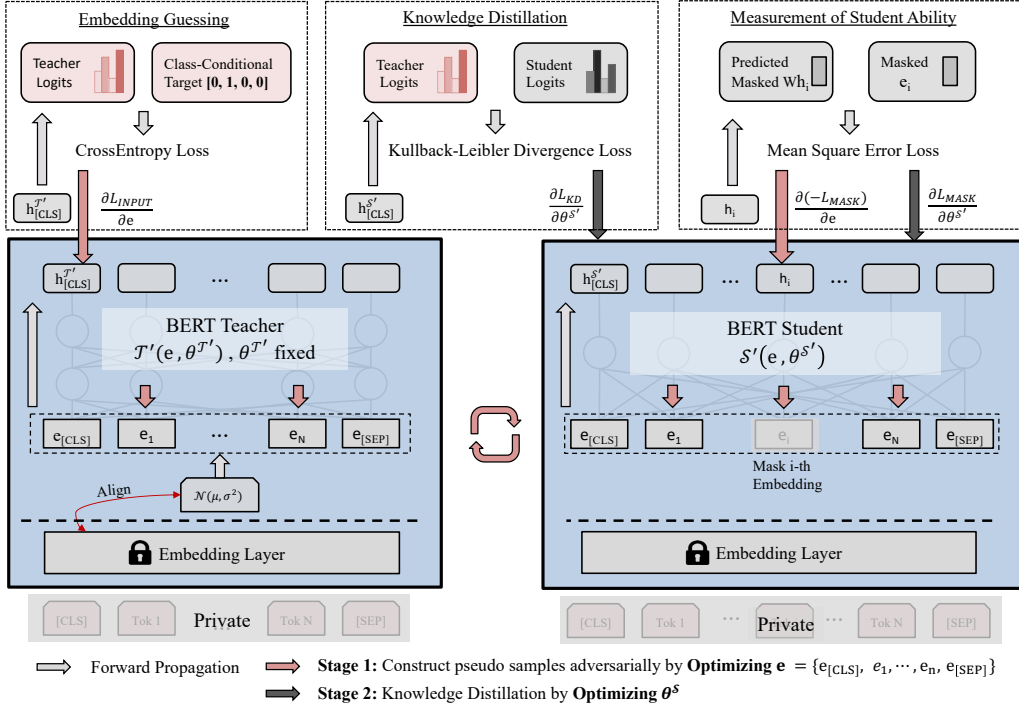 Embedding Guessing
Knowledge Distillation
Measurement of Student Ability
Teacher
Logits
Class-Conditional
Target [0, 1, 0, 0]
Teacher
Logits
Student
Logits
Predicted
Masked Wh_i
Masked
e_i
CrossEntropy Loss
Kullback-Leibler Divergence Loss
Mean Square Error Loss
h_[CLS]^𝒯′
∂L_INPUT
∂e
h_[CLS]^𝒮′
∂L_KD
∂θ^𝒮′
h_i
∂(−L_MASK)
∂e
∂L_MASK
∂θ^𝒮′
h_[CLS]^𝒯′
...
h_[CLS]^𝒮′
...
h_i
...
BERT Teacher
𝒯′(e , θ^𝒯′) , θ^𝒯′ fixed
BERT Student
𝒮′(e , θ^𝒮′)
e_[CLS]
e_1
...
e_N
e_[SEP]
e_[CLS]
e_1
e_i
e_N
e_[SEP]
Mask i-th
Embedding
Align
𝒩(μ, σ²)
Embedding Layer
Embedding Layer
[CLS]
Tok 1
Private
...
Tok N
[SEP]
[CLS]
Tok 1
...
Private
...
Tok N
[SEP]
Forward Propagation
Stage 1: Construct pseudo samples adversarially by Optimizing e = {e_[CLS], e_1, ⋯, e_n, e_[SEP]}
Stage 2: Knowledge Distillation by Optimizing θ^𝒮